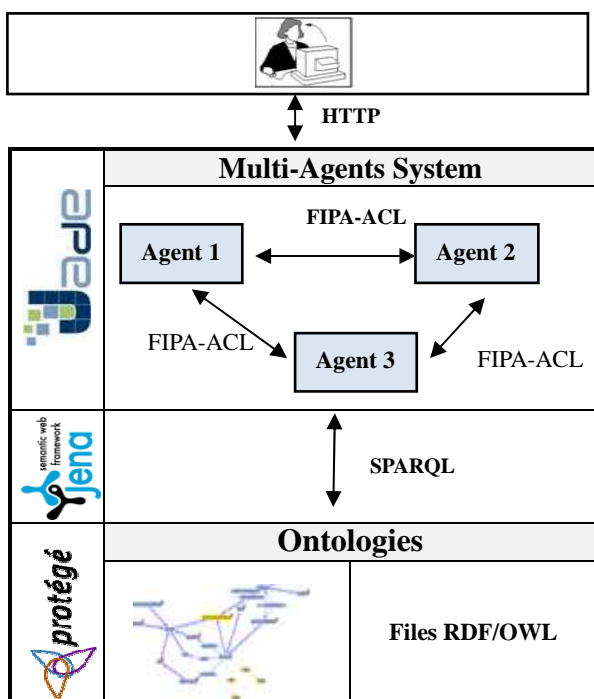 HTTP
Multi-Agents System
Jade
FIPA-ACL
Agent 1
Agent 2
FIPA-ACL
FIPA-ACL
Agent 3
semantic web
framework
jena
SPARQL
Ontologies
protégé
Files RDF/OWL